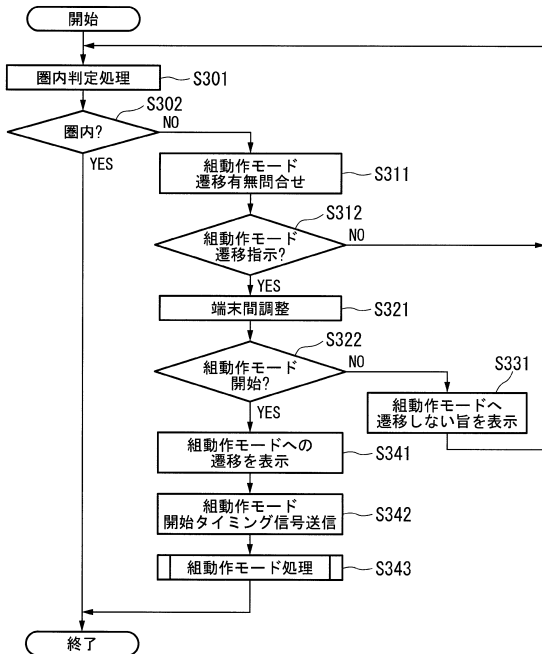 開始
圏内判定処理
S301
圏内?
S302
NO
YES
組動作モード
遷移有無問合せ
S311
組動作モード
遷移指示?
S312
NO
YES
端末間調整
S321
組動作モード
開始?
S322
NO
YES
組動作モードへ
遷移しない旨を表示
S331
組動作モードへの
遷移を表示
S341
組動作モード
開始タイミング信号送信
S342
組動作モード処理
S343
終了